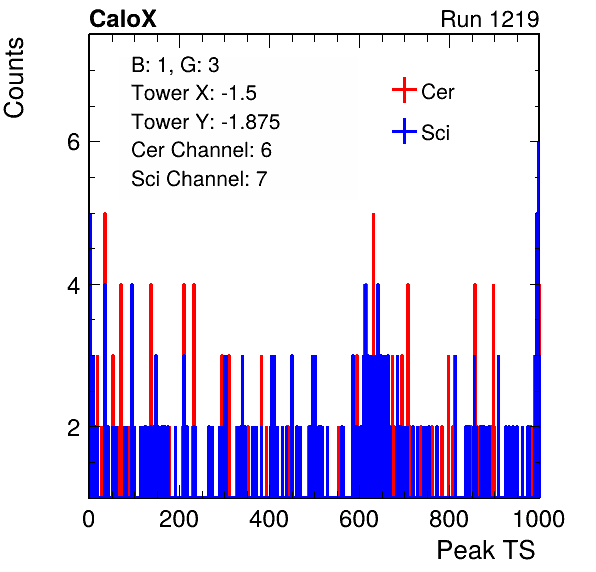 CaloX Run 1219
Counts
B: 1, G: 3
Tower X: -1.5
Tower Y: -1.875
Cer Channel: 6
Sci Channel: 7
Cer
Sci
6
4
2
0 200 400 600 800 1000
Peak TS